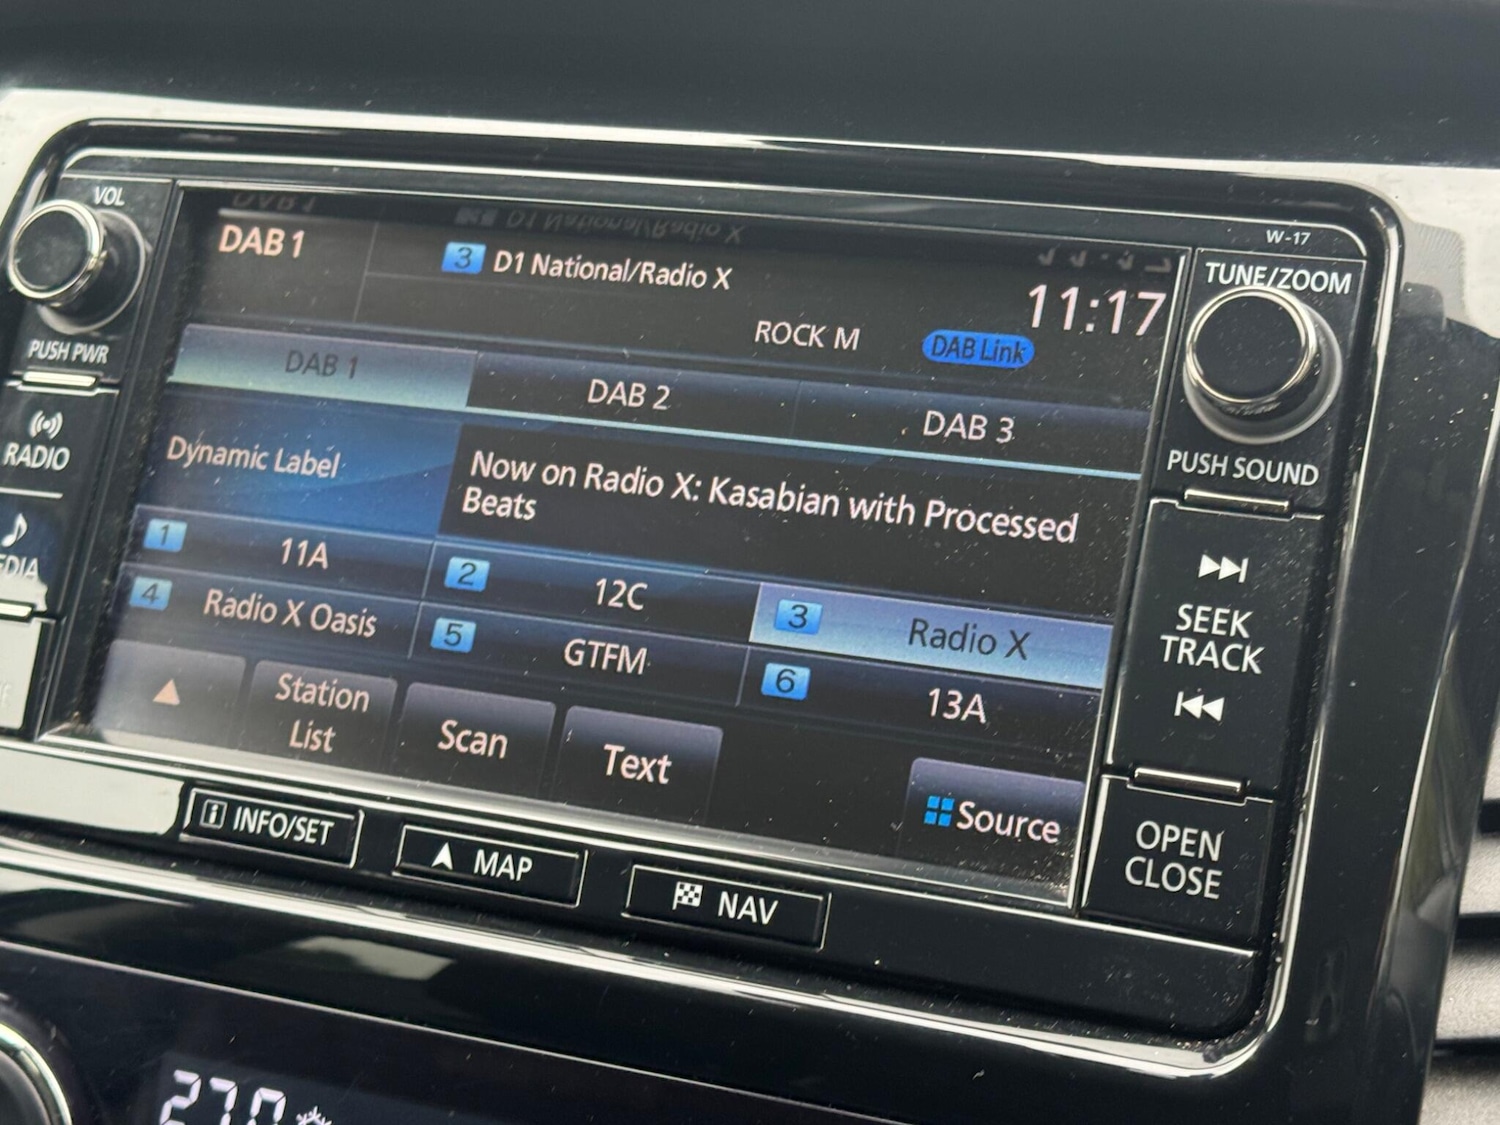 VOL
W-17
DAB 1
3 D1 National/Radio X
11:17
TUNE/ZOOM
ROCK M
DAB Link
PUSH PWR
DAB 1
DAB 2
DAB 3
RADIO
Dynamic Label
Now on Radio X: Kasabian with Processed
Beats
PUSH SOUND
1 11A
2 12C
3 Radio X
4 Radio X Oasis
5 GTFM
6 13A
SEEK
TRACK
EDIA
Station
List
Scan
Text
Source
OPEN
CLOSE
INFO/SET
MAP
NAV
27.0